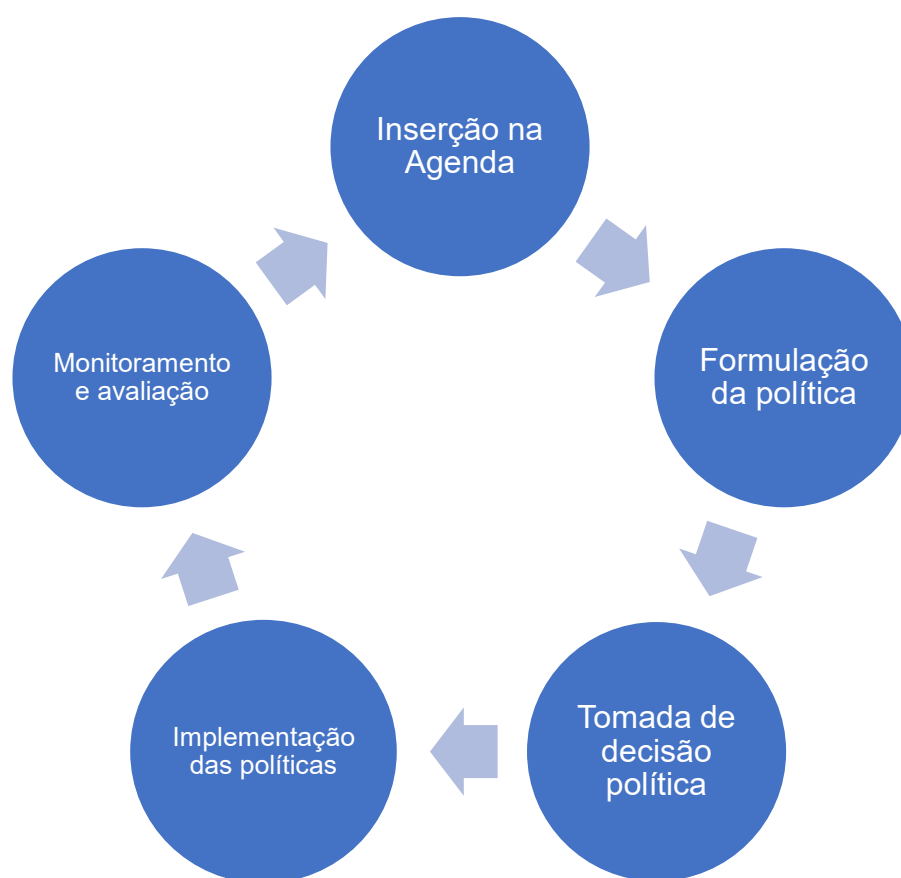 Inserção na
Agenda
Formulação
da política
Tomada de
decisão
política
Implementação
das políticas
Monitoramento
e avaliação